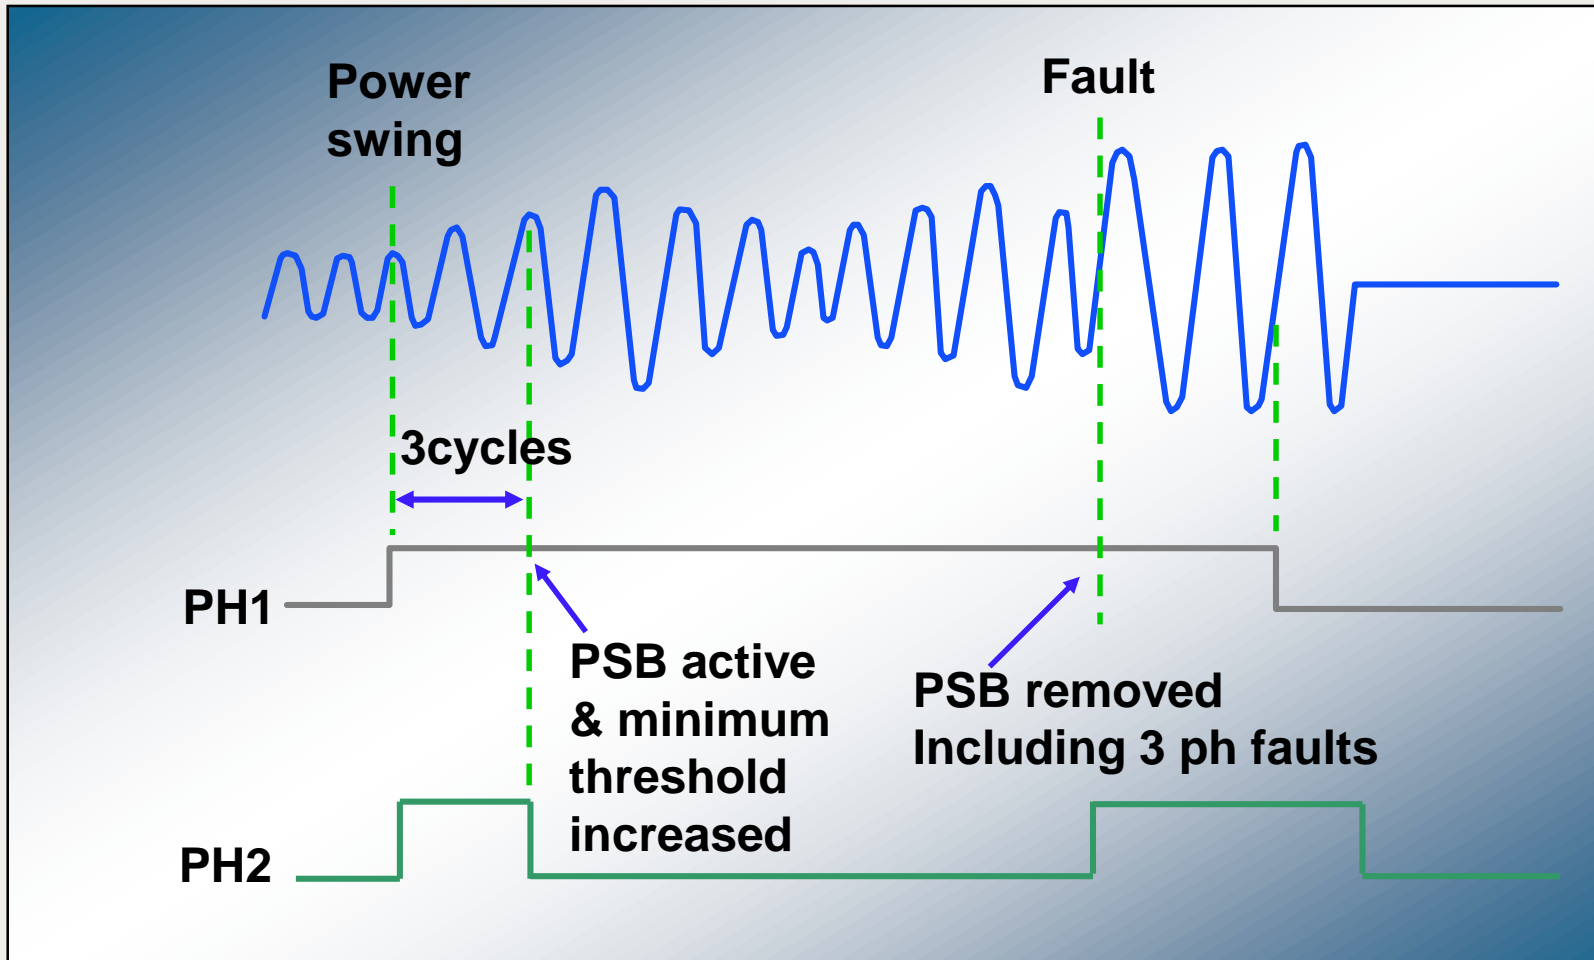 Power
swing
Fault
3cycles
PH1
PSB active
& minimum
threshold
increased
PSB removed
Including 3 ph faults
PH2